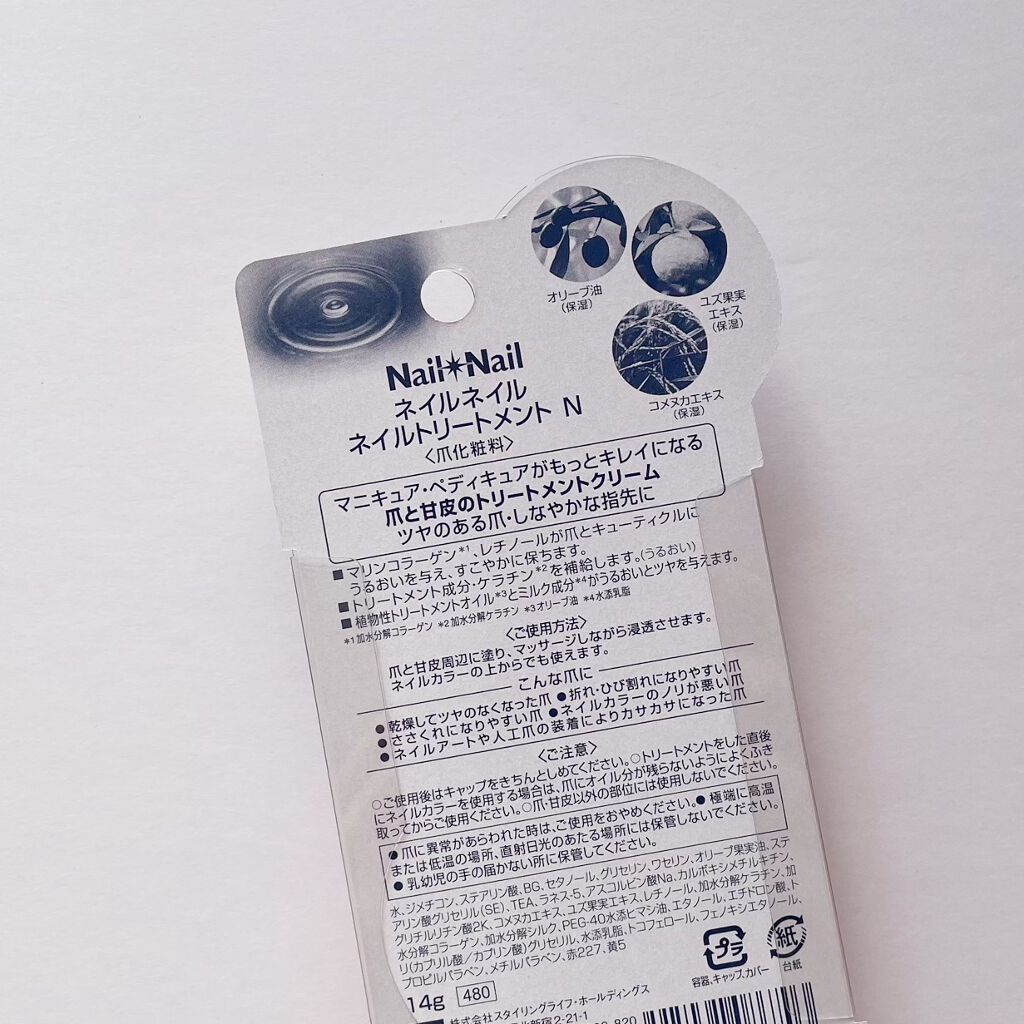 オリーブ油
（保湿）
ユズ果実
エキス
（保湿）
コメヌカエキス
（保湿）
Nail Nail
ネイルネイル
ネイルトリートメント N
〈爪化粧料〉
マニキュア・ペディキュアがもっとキレイになる
爪と甘皮のトリートメントクリーム
ツヤのある爪・しなやかな指先に
■マリンコラーゲン*1、レチノールが爪とキューティクルに
うるおいを与え、すこやかに保ちます。
■トリートメント成分・ケラチン*2を補給します。(うるおい)
■植物性トリートメントオイル*3とミルク成分*4がうるおいとツヤを与えます。
*1加水分解コラーゲン *2加水分解ケラチン *3オリーブ油 *4水添乳脂
〈ご使用方法〉
爪と甘皮周辺に塗り、マッサージしながら浸透させます。
ネイルカラーの上からでも使えます。
こんな爪に
●乾燥してツヤのなくなった爪 ●折れ・ひび割れになりやすい爪
●ささくれになりやすい爪 ●ネイルカラーのノリが悪い爪
●ネイルアートや人工爪の装着によりカサカサになった爪
〈ご注意〉
○ご使用後はキャップをきちんとしめてください。○トリートメントをした直後
にネイルカラーを使用する場合は、爪にオイル分が残らないようによくふき
取ってからご使用ください。○爪・甘皮以外の部位には使用しないでください。
●爪に異常があらわれた時は、ご使用をおやめください。●極端に高温
または低温の場所、直射日光のあたる場所には保管しないでください。
●乳幼児の手の届かない所に保管してください。
水、ジメチコン、ステアリン酸、BG、セタノール、グリセリン、ワセリン、オリーブ果実油、ステ
アリン酸グリセリル(SE)、TEA、ラネス-5、アスコルビン酸Na、カルボキシメチルキチン、
グリチルリチン酸2K、コメヌカエキス、ユズ果実エキス、レチノール、加水分解ケラチン、加
水分解コラーゲン、加水分解シルク、PEG-40水添ヒマシ油、エタノール、エチドロン酸、ト
リ(カプリル酸／カプリン酸)グリセリル、水添乳脂、トコフェロール、フェノキシエタノール、
プロピルパラベン、メチルパラベン、赤227、黄5
プラ
紙
容器、キャップ、カバー
台紙
14g 480
株式会社スタイリングライフ・ホールディングス
新宿2-21-1